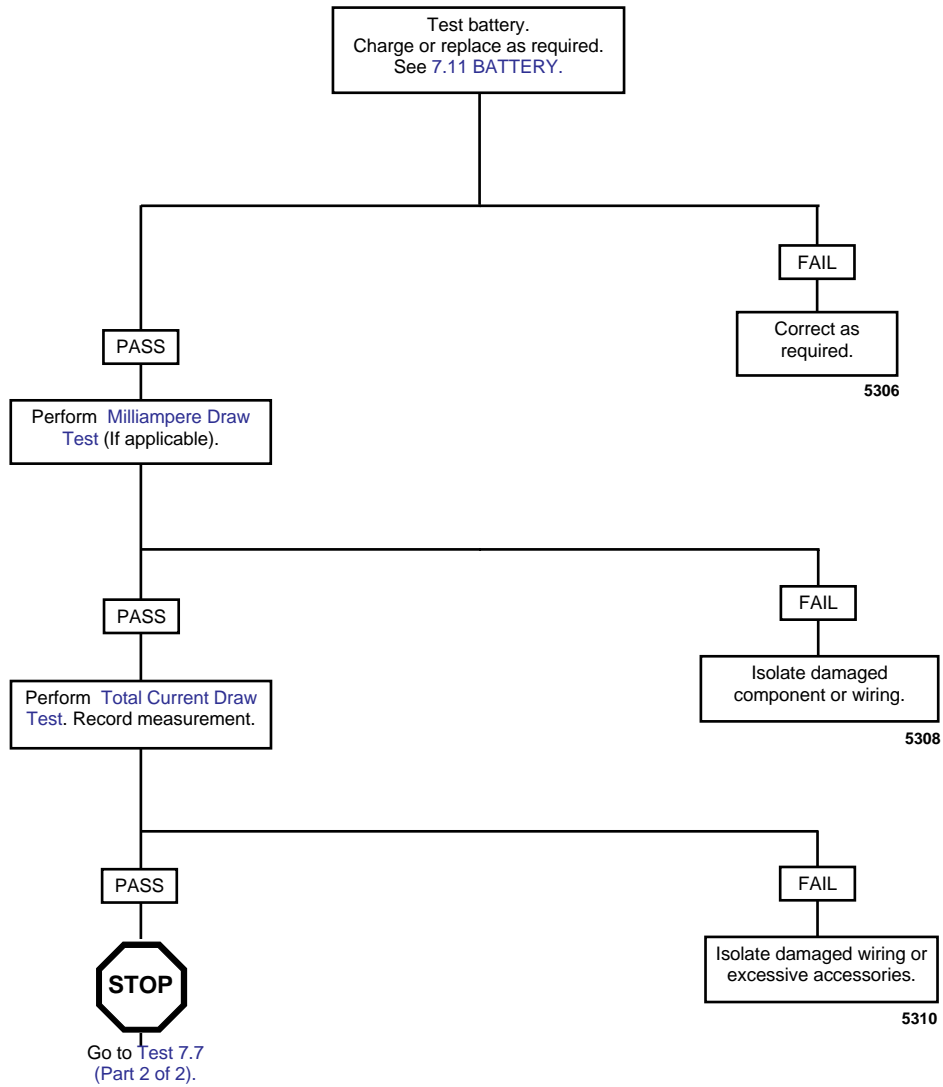 Test battery.
Charge or replace as required.
See 7.11 BATTERY.
FAIL
Correct as
required.
5306
PASS
Perform Milliampere Draw
Test (If applicable).
FAIL
Isolate damaged
component or wiring.
5308
PASS
Perform Total Current Draw
Test. Record measurement.
FAIL
Isolate damaged wiring or
excessive accessories.
5310
PASS
STOP
Go to Test 7.7
(Part 2 of 2).